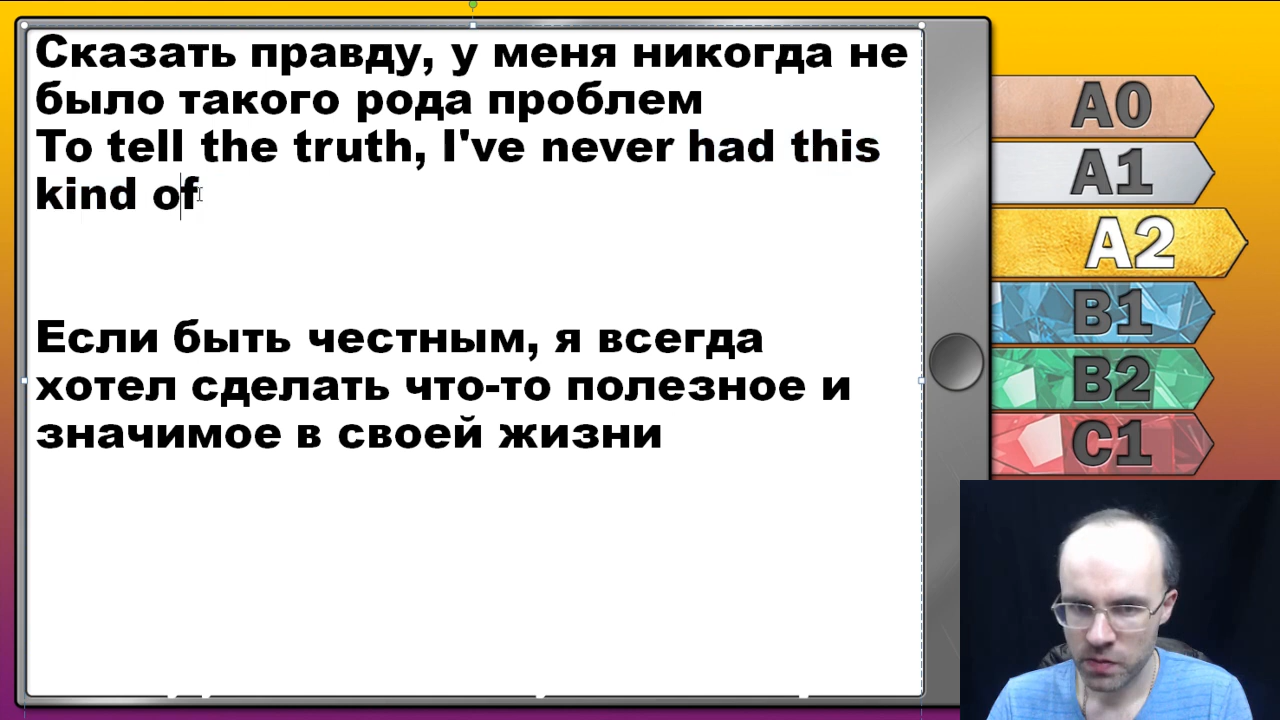 Сказать правду, у меня никогда не
было такого рода проблем
To tell the truth, I've never had this
kind of
Если быть честным, я всегда
хотел сделать что-то полезное и
значимое в своей жизни
A0
A1
A2
B1
B2
C1